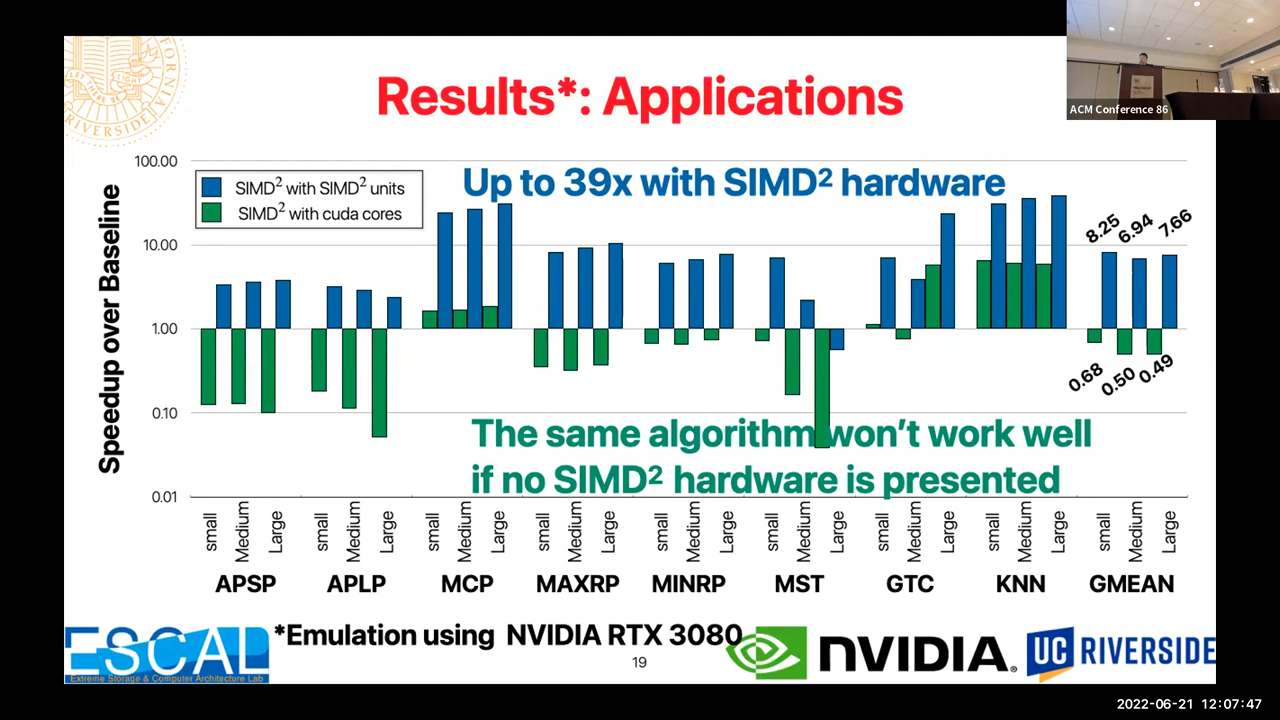 Results*: Applications
ACM Conference 86
LET THERE BE LIGHT
RIVERSIDE
Speedup over Baseline
100.00
10.00
1.00
0.10
0.01
SIMD² with SIMD² units
SIMD² with cuda cores
Up to 39x with SIMD² hardware
8.25
6.94
7.66
0.68
0.50
0.49
The same algorithm won't work well
if no SIMD² hardware is presented
small Medium Large small Medium Large small Medium Large small Medium Large small Medium Large small Medium Large small Medium Large small Medium Large small Medium Large
APSP APLP MCP MAXRP MINRP MST GTC KNN GMEAN
*Emulation using NVIDIA RTX 3080
19
ESCAL
Extreme Storage & Computer Architecture Lab
NVIDIA.
UC RIVERSIDE
2022-06-21 12:07:47